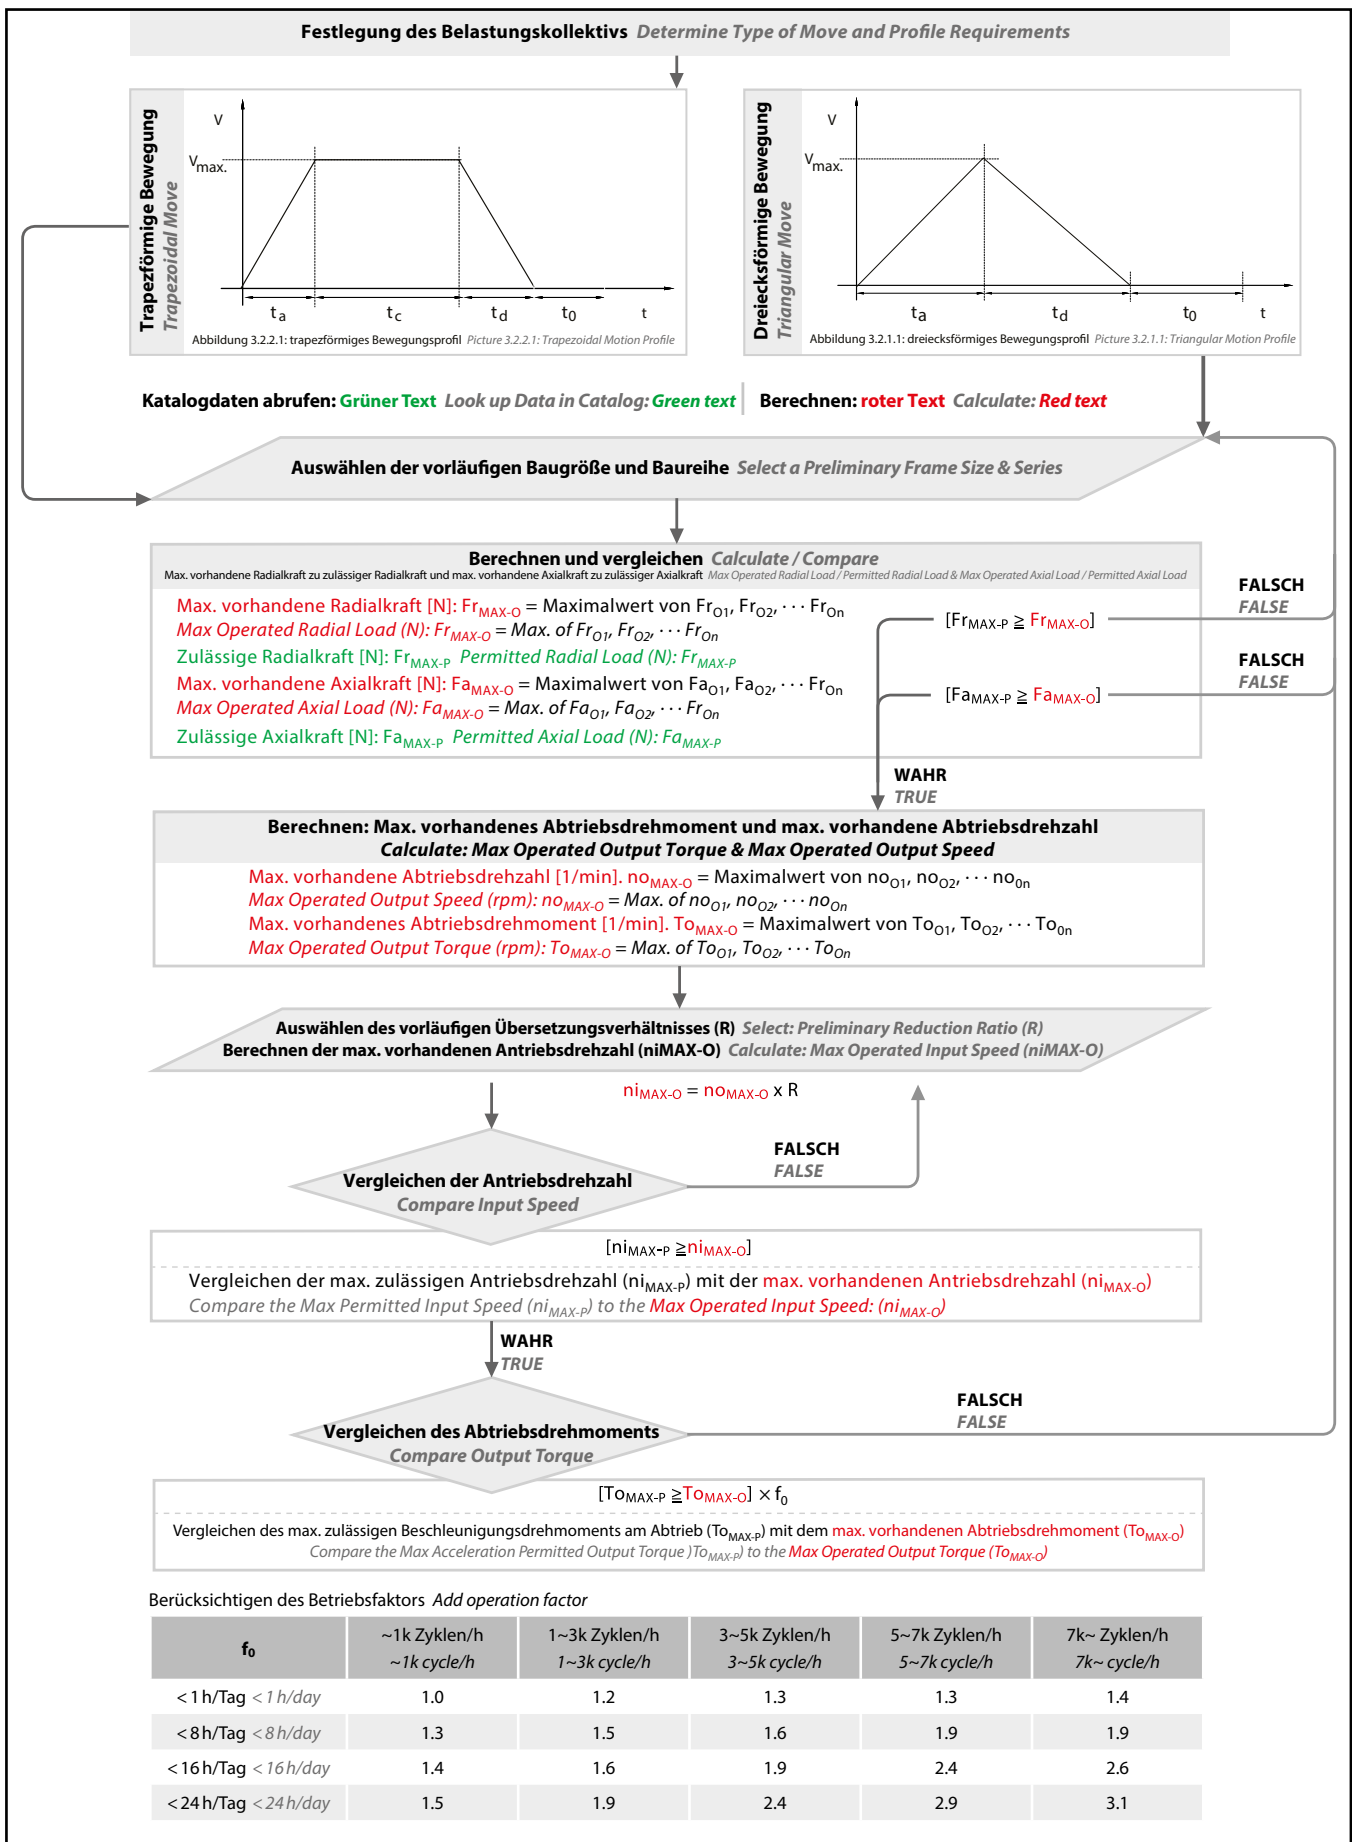 Festlegung des Belastungskollektivs Determine Type of Move and Profile Requirements
Trapezförmige Bewegung
Trapezoidal Move
V
Vmax.
ta
tc
td
t0
t
Abbildung 3.2.2.1: trapezförmiges Bewegungsprofil Picture 3.2.2.1: Trapezoidal Motion Profile
Dreiecksförmige Bewegung
Triangular Move
V
Vmax.
ta
td
t0
t
Abbildung 3.2.1.1: dreiecksförmiges Bewegungsprofil Picture 3.2.1.1: Triangular Motion Profile
Katalogdaten abrufen: Grüner Text Look up Data in Catalog: Green text
Berechnen: roter Text Calculate: Red text
Auswählen der vorläufigen Baugröße und Baureihe Select a Preliminary Frame Size & Series
Berechnen und vergleichen Calculate / Compare
Max. vorhandene Radialkraft zu zulässiger Radialkraft und max. vorhandene Axialkraft zu zulässiger Axialkraft Max Operated Radial Load / Permitted Radial Load & Max Operated Axial Load / Permitted Axial Load
Max. vorhandene Radialkraft [N]: FrMAX-O = Maximalwert von FrO1, FrO2, ··· FrOn
Max Operated Radial Load (N): FrMAX-O = Max. of FrO1, FrO2, ··· FrOn
Zulässige Radialkraft [N]: FrMAX-P Permitted Radial Load (N): FrMAX-P
Max. vorhandene Axialkraft [N]: FaMAX-O = Maximalwert von FaO1, FaO2, ··· FrOn
Max Operated Axial Load (N): FaMAX-O = Max. of FaO1, FaO2, ··· FrOn
Zulässige Axialkraft [N]: FaMAX-P Permitted Axial Load (N): FaMAX-P
[FrMAX-P ≧ FrMAX-O]
FALSCH
FALSE
[FaMAX-P ≧ FaMAX-O]
FALSCH
FALSE
WAHR
TRUE
Berechnen: Max. vorhandenes Abtriebsdrehmoment und max. vorhandene Abtriebsdrehzahl
Calculate: Max Operated Output Torque & Max Operated Output Speed
Max. vorhandene Abtriebsdrehzahl [1/min]. noMAX-O = Maximalwert von noO1, noO2, ··· no0n
Max Operated Output Speed (rpm): noMAX-O = Max. of noO1, noO2, ··· noOn
Max. vorhandenes Abtriebsdrehmoment [1/min]. ToMAX-O = Maximalwert von ToO1, ToO2, ··· To0n
Max Operated Output Torque (rpm): ToMAX-O = Max. of ToO1, ToO2, ··· ToOn
Auswählen des vorläufigen Übersetzungsverhältnisses (R) Select: Preliminary Reduction Ratio (R)
Berechnen der max. vorhandenen Antriebsdrehzahl (niMAX-O) Calculate: Max Operated Input Speed (niMAX-O)
niMAX-O = noMAX-O x R
Vergleichen der Antriebsdrehzahl
Compare Input Speed
FALSCH
FALSE
[niMAX-P ≧niMAX-O]
Vergleichen der max. zulässigen Antriebsdrehzahl (niMAX-P) mit der max. vorhandenen Antriebsdrehzahl (niMAX-O)
Compare the Max Permitted Input Speed (niMAX-P) to the Max Operated Input Speed: (niMAX-O)
WAHR
TRUE
Vergleichen des Abtriebsdrehmoments
Compare Output Torque
FALSCH
FALSE
[ToMAX-P ≧ToMAX-O] × f0
Vergleichen des max. zulässigen Beschleunigungsdrehmoments am Abtrieb (ToMAX-P) mit dem max. vorhandenen Abtriebsdrehmoment (ToMAX-O)
Compare the Max Acceleration Permitted Output Torque )ToMAX-P) to the Max Operated Output Torque (ToMAX-O)
Berücksichtigen des Betriebsfaktors Add operation factor
f0 ~1k Zyklen/h 1~3k Zyklen/h 3~5k Zyklen/h 5~7k Zyklen/h 7k~ Zyklen/h
~1k cycle/h 1~3k cycle/h 3~5k cycle/h 5~7k cycle/h 7k~ cycle/h
< 1 h/Tag < 1 h/day 1.0 1.2 1.3 1.3 1.4
< 8 h/Tag < 8 h/day 1.3 1.5 1.6 1.9 1.9
< 16 h/Tag < 16 h/day 1.4 1.6 1.9 2.4 2.6
< 24 h/Tag < 24 h/day 1.5 1.9 2.4 2.9 3.1